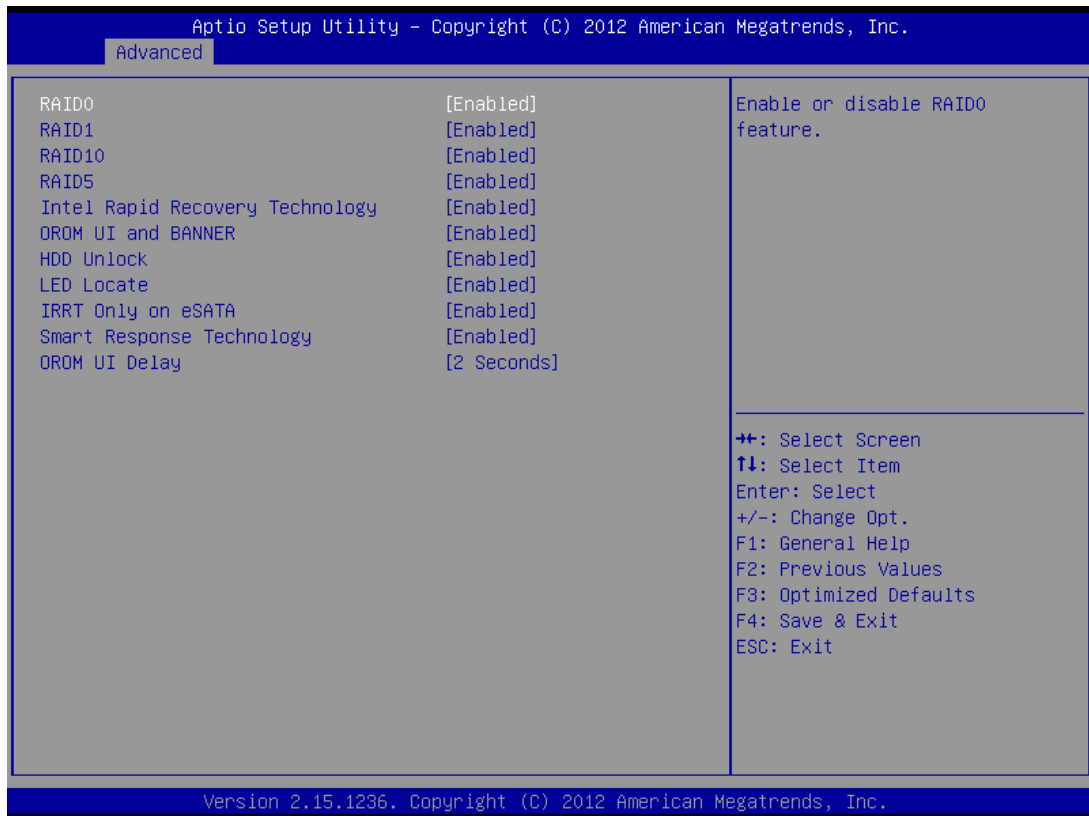 Aptio Setup Utility – Copyright (C) 2012 American Megatrends, Inc.
Advanced
RAID0 [Enabled]
RAID1 [Enabled]
RAID10 [Enabled]
RAID5 [Enabled]
Intel Rapid Recovery Technology [Enabled]
OROM UI and BANNER [Enabled]
HDD Unlock [Enabled]
LED Locate [Enabled]
IRRT Only on eSATA [Enabled]
Smart Response Technology [Enabled]
OROM UI Delay [2 Seconds]
Enable or disable RAID0
feature.
→←: Select Screen
↑↓: Select Item
Enter: Select
+/-: Change Opt.
F1: General Help
F2: Previous Values
F3: Optimized Defaults
F4: Save & Exit
ESC: Exit
Version 2.15.1236. Copyright (C) 2012 American Megatrends, Inc.